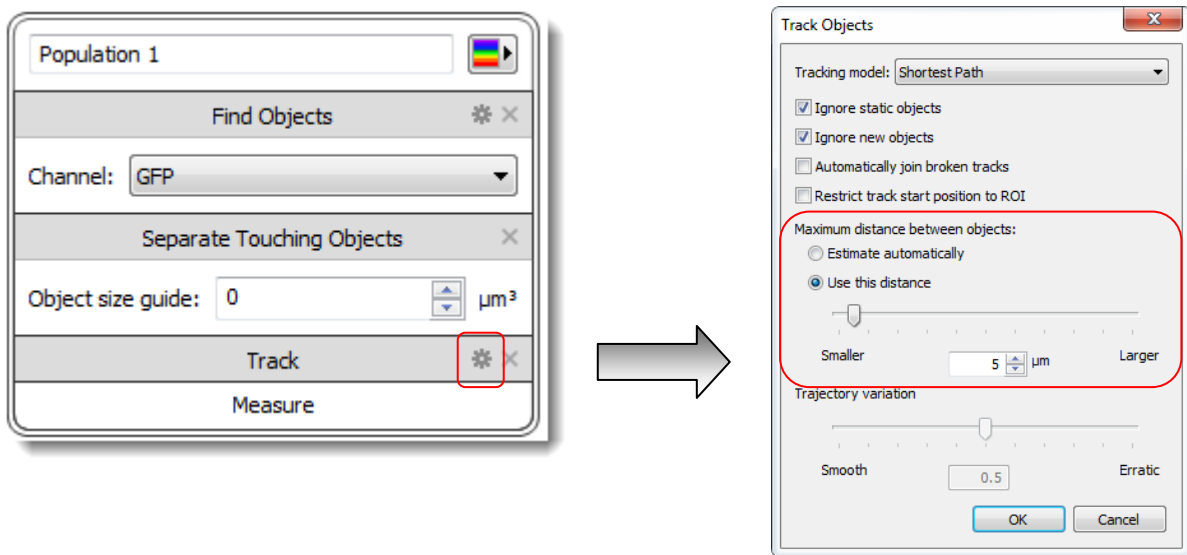 Population 1
Find Objects
Channel: GFP
Separate Touching Objects
Object size guide: 0 µm³
Track
Measure
Track Objects
Tracking model: Shortest Path
Ignore static objects
Ignore new objects
Automatically join broken tracks
Restrict track start position to ROI
Maximum distance between objects:
Estimate automatically
Use this distance
Smaller 5 µm Larger
Trajectory variation
Smooth 0.5 Erratic
OK Cancel